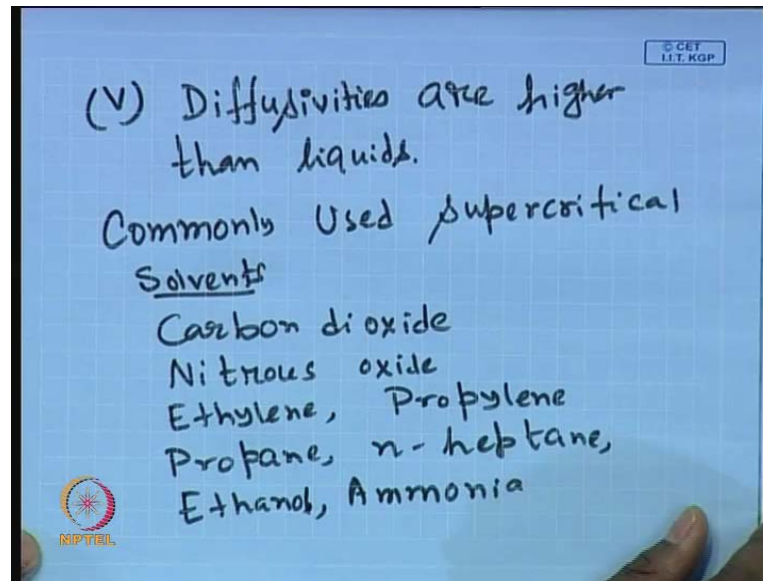 © CET
I.I.T. KGP
(V) Diffusivities are higher
than liquids.
Commonly Used supercritical
Solvents
Carbon dioxide
Nitrous oxide
Ethylene, Propylene
Propane, n-heptane,
Ethanol, Ammonia
NPTEL